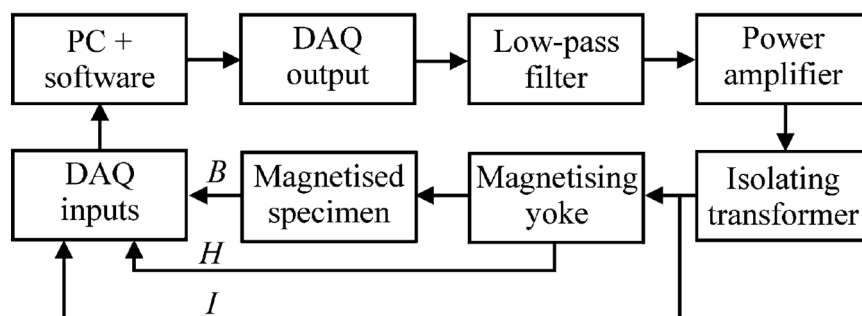 PC +
software
DAQ
output
Low-pass
filter
Power
amplifier
DAQ
inputs
B
Magnetised
specimen
Magnetising
yoke
Isolating
transformer
H
I